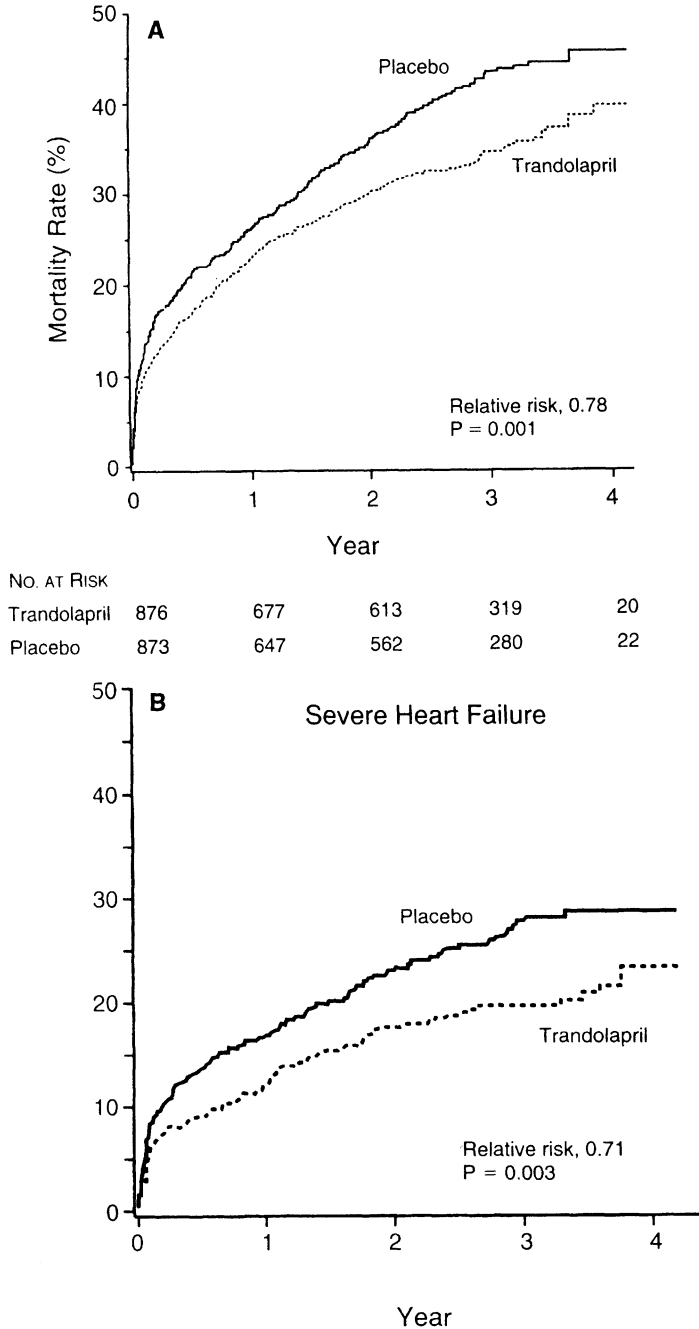 A
50
40
30
20
10
0
Mortality Rate (%)
Placebo
Trandolapril
Relative risk, 0.78
P = 0.001
0 1 2 3 4
Year
No. at Risk
Trandolapril 876 677 613 319 20
Placebo 873 647 562 280 22
B
Severe Heart Failure
50
40
30
20
10
0
Placebo
Trandolapril
Relative risk, 0.71
P = 0.003
0 1 2 3 4
Year